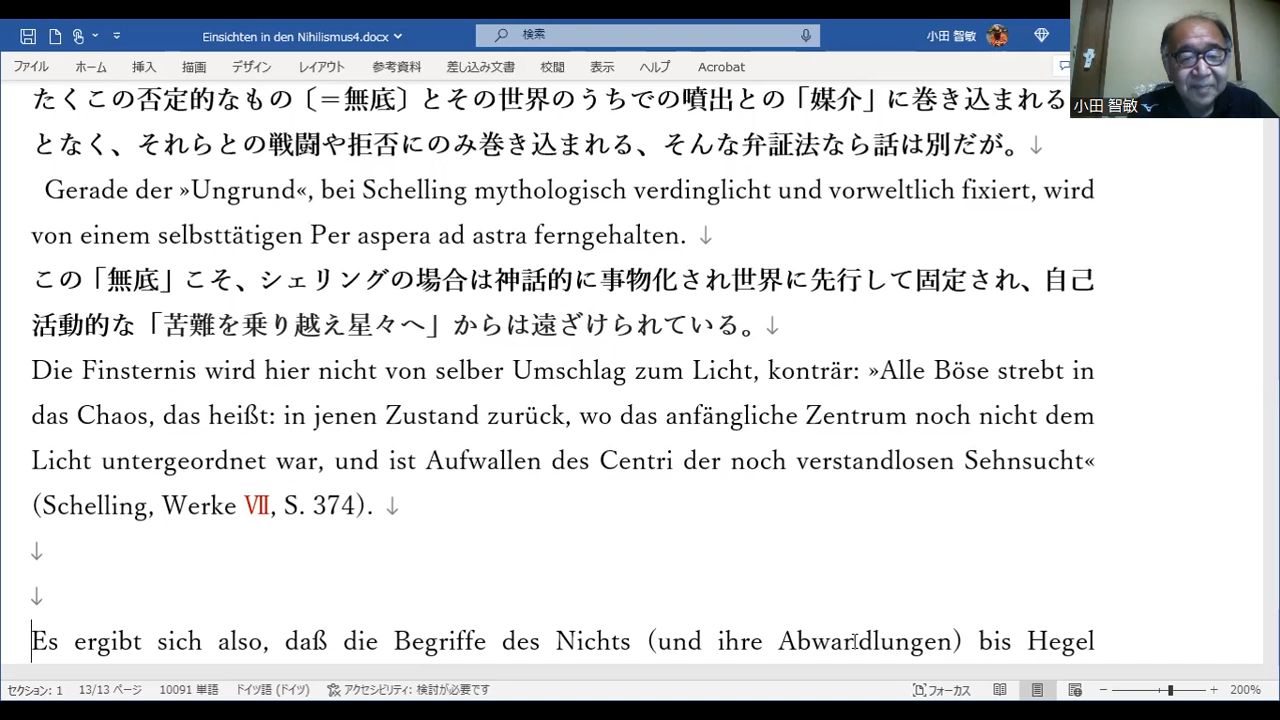 Einsichten in den Nihilismus4.docx
検索
小田 智敏
ファイル ホーム 挿入 描画 デザイン レイアウト 参考資料 差し込み文書 校閲 表示 ヘルプ Acrobat
小田 智敏
たくこの否定的なもの〔＝無底〕とその世界のうちでの噴出との「媒介」に巻き込まれる
となく、それらとの戦闘や拒否にのみ巻き込まれる、そんな弁証法なら話は別だが。↓
Gerade der »Ungrund«, bei Schelling mythologisch verdinglicht und vorweltlich fixiert, wird
von einem selbsttätigen Per aspera ad astra ferngehalten. ↓
この「無底」こそ、シェリングの場合は神話的に事物化され世界に先行して固定され、自己
活動的な「苦難を乗り越え星々へ」からは遠ざけられている。↓
Die Finsternis wird hier nicht von selber Umschlag zum Licht, konträr: »Alle Böse strebt in
das Chaos, das heißt: in jenen Zustand zurück, wo das anfängliche Zentrum noch nicht dem
Licht untergeordnet war, und ist Aufwallen des Centri der noch verstandlosen Sehnsucht«
(Schelling, Werke Ⅶ, S. 374). ↓
↓
↓
Es ergibt sich also, daß die Begriffe des Nichts (und ihre Abwandlungen) bis Hegel
セクション: 1 13/13 ページ 10091 単語 ドイツ語 (ドイツ) アクセシビリティ: 検討が必要です フォーカス 200%